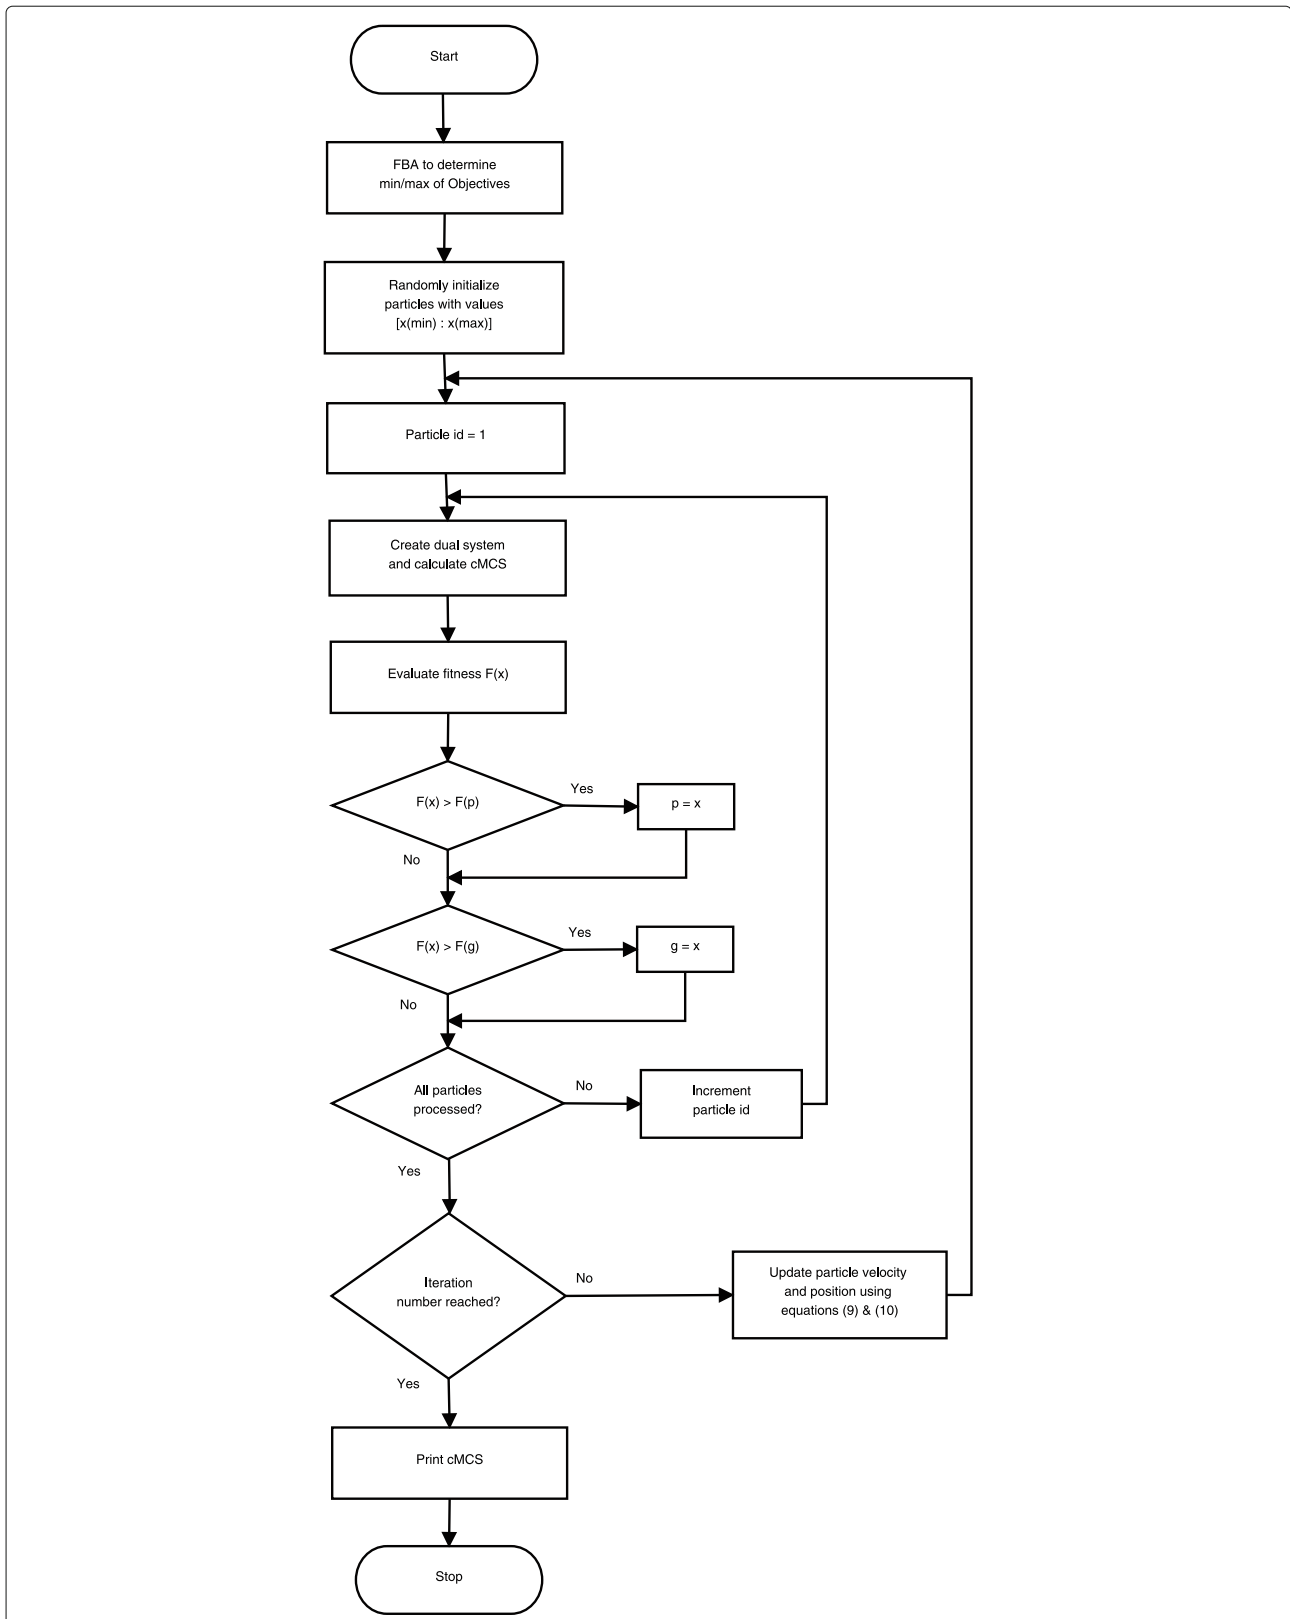 Start
FBA to determine
min/max of Objectives
Randomly initialize
particles with values
[x(min) : x(max)]
Particle id = 1
Create dual system
and calculate cMCS
Evaluate fitness F(x)
F(x) > F(p)
Yes
p = x
No
F(x) > F(g)
Yes
g = x
No
All particles
processed?
No
Increment
particle id
Yes
Iteration
number reached?
No
Update particle velocity
and position using
equations (9) & (10)
Yes
Print cMCS
Stop